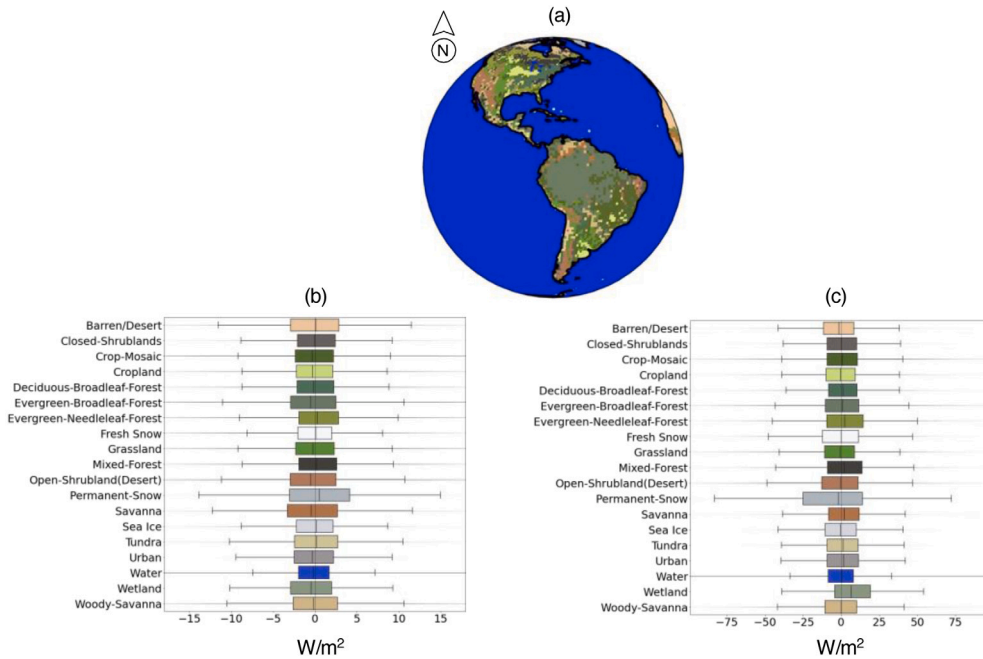 (a)
N
(b)
Barren/Desert
Closed-Shrublands
Crop-Mosaic
Cropland
Deciduous-Broadleaf-Forest
Evergreen-Broadleaf-Forest
Evergreen-Needleleaf-Forest
Fresh Snow
Grassland
Mixed-Forest
Open-Shrubland(Desert)
Permanent-Snow
Savanna
Sea Ice
Tundra
Urban
Water
Wetland
Woody-Savanna
−15 −10 −5 0 5 10 15
W/m²
(c)
Barren/Desert
Closed-Shrublands
Crop-Mosaic
Cropland
Deciduous-Broadleaf-Forest
Evergreen-Broadleaf-Forest
Evergreen-Needleleaf-Forest
Fresh Snow
Grassland
Mixed-Forest
Open-Shrubland(Desert)
Permanent-Snow
Savanna
Sea Ice
Tundra
Urban
Water
Wetland
Woody-Savanna
−75 −50 −25 0 25 50 75
W/m²